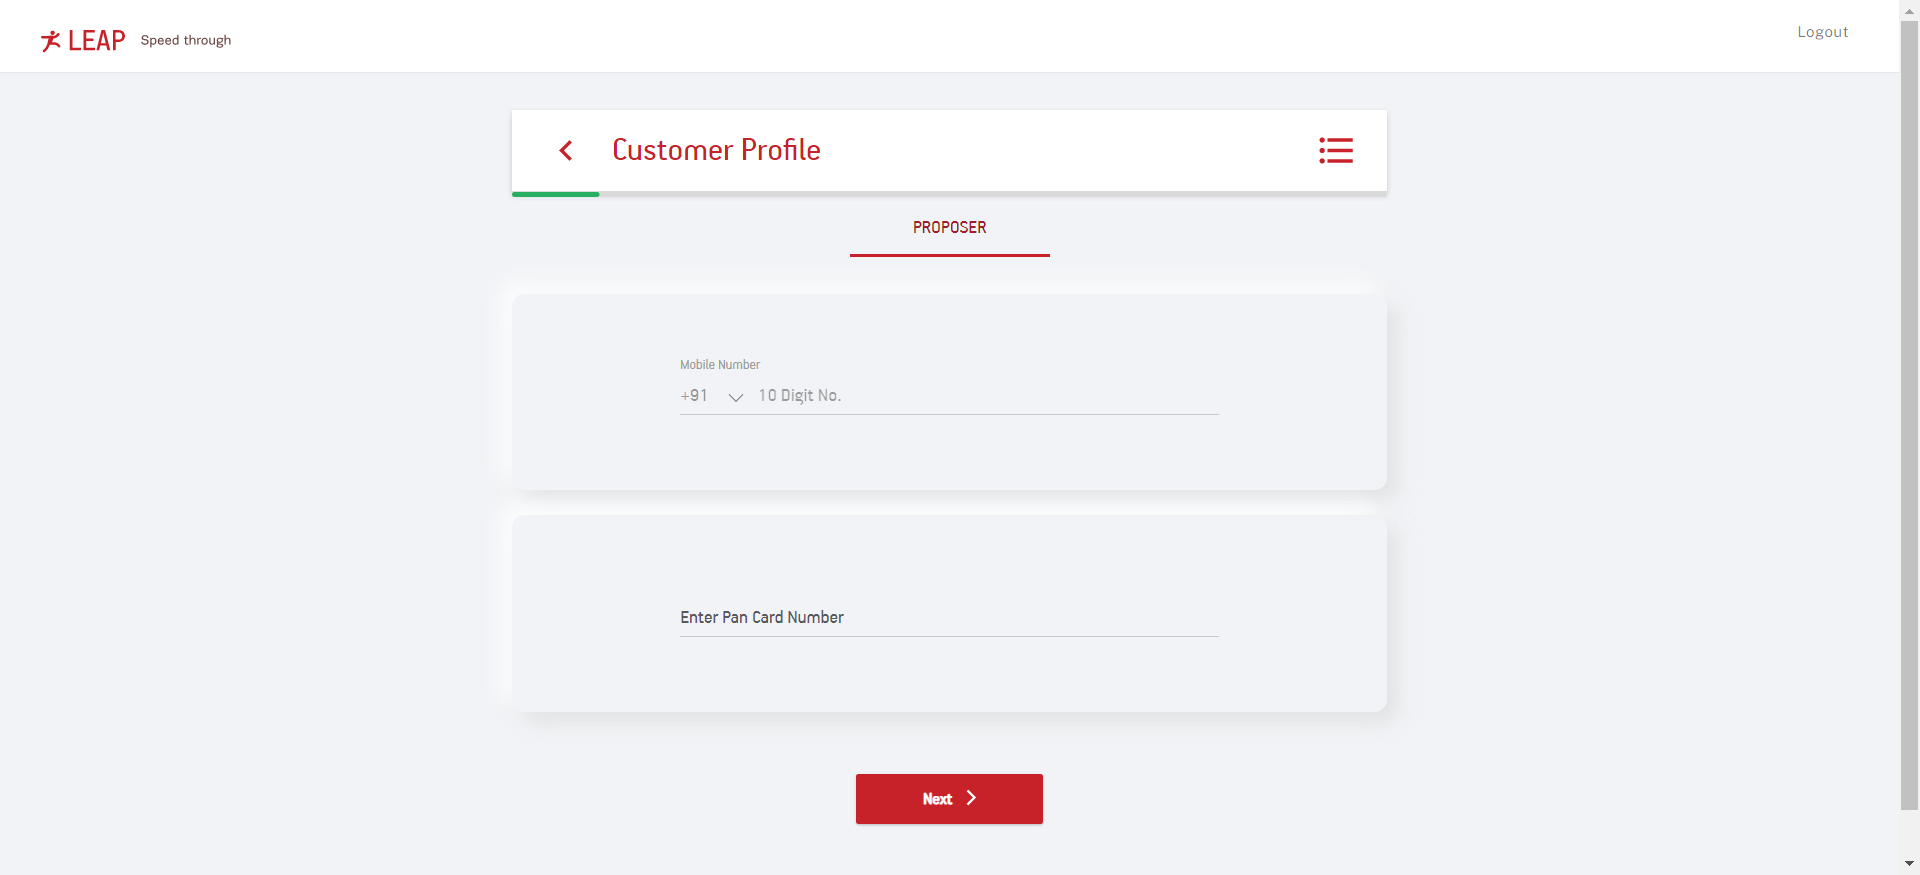 LEAP Speed through
Logout
Customer Profile
PROPOSER
Mobile Number
+91 10 Digit No.
Enter Pan Card Number
Next